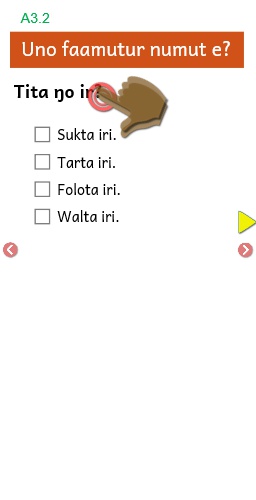 A3.2
Uno faamutur numut e?
Tita ŋo iri?
Sukta iri.
Tarta iri.
Folota iri.
Walta iri.